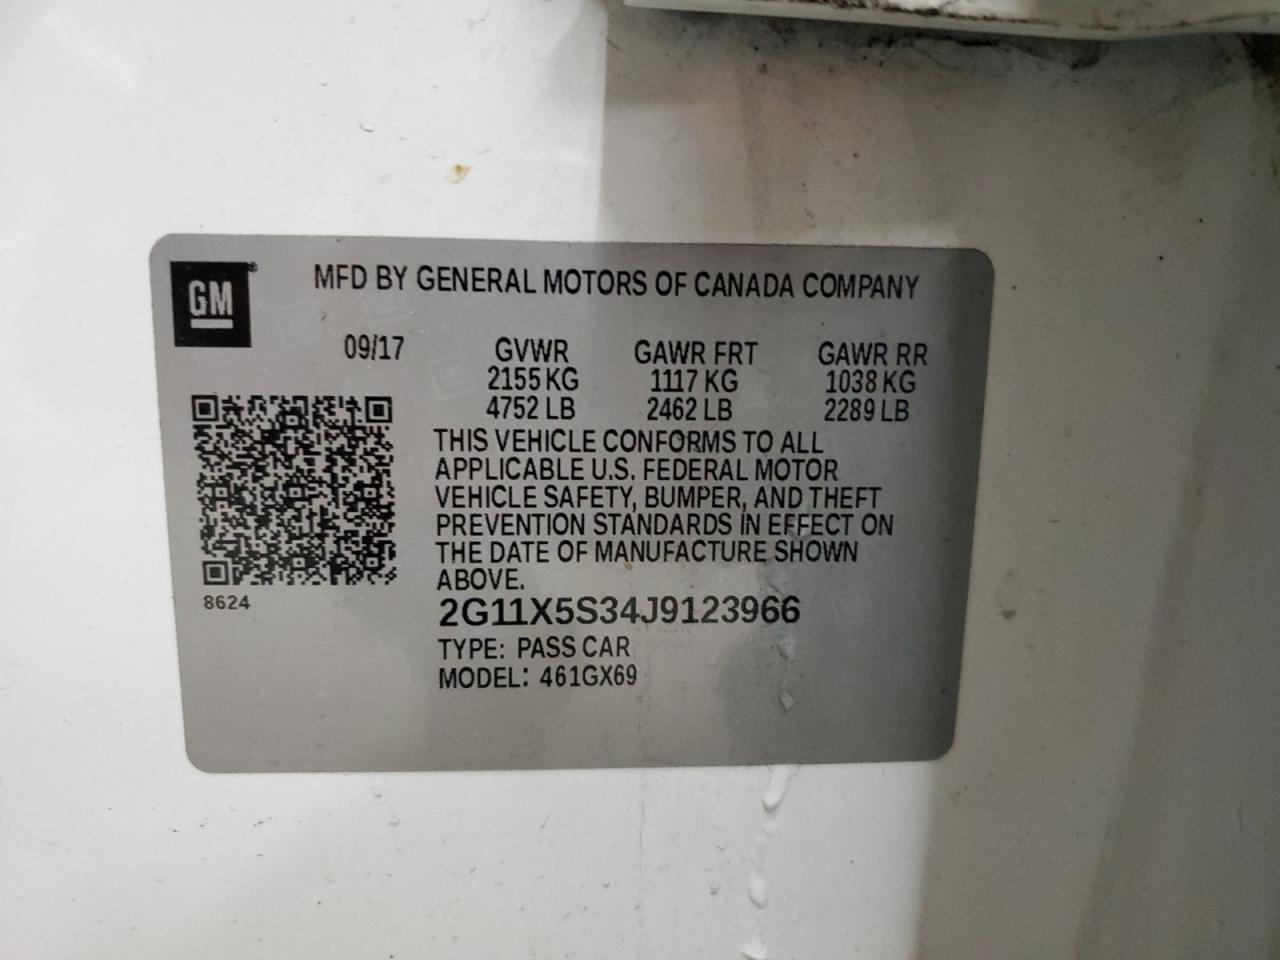 GM
MFD BY GENERAL MOTORS OF CANADA COMPANY
09/17
GVWR GAWR FRT GAWR RR
2155 KG 1117 KG 1038 KG
4752 LB 2462 LB 2289 LB
THIS VEHICLE CONFORMS TO ALL
APPLICABLE U.S. FEDERAL MOTOR
VEHICLE SAFETY, BUMPER, AND THEFT
PREVENTION STANDARDS IN EFFECT ON
THE DATE OF MANUFACTURE SHOWN
ABOVE.
8624
2G11X5S34J9123966
TYPE: PASS CAR
MODEL: 461GX69